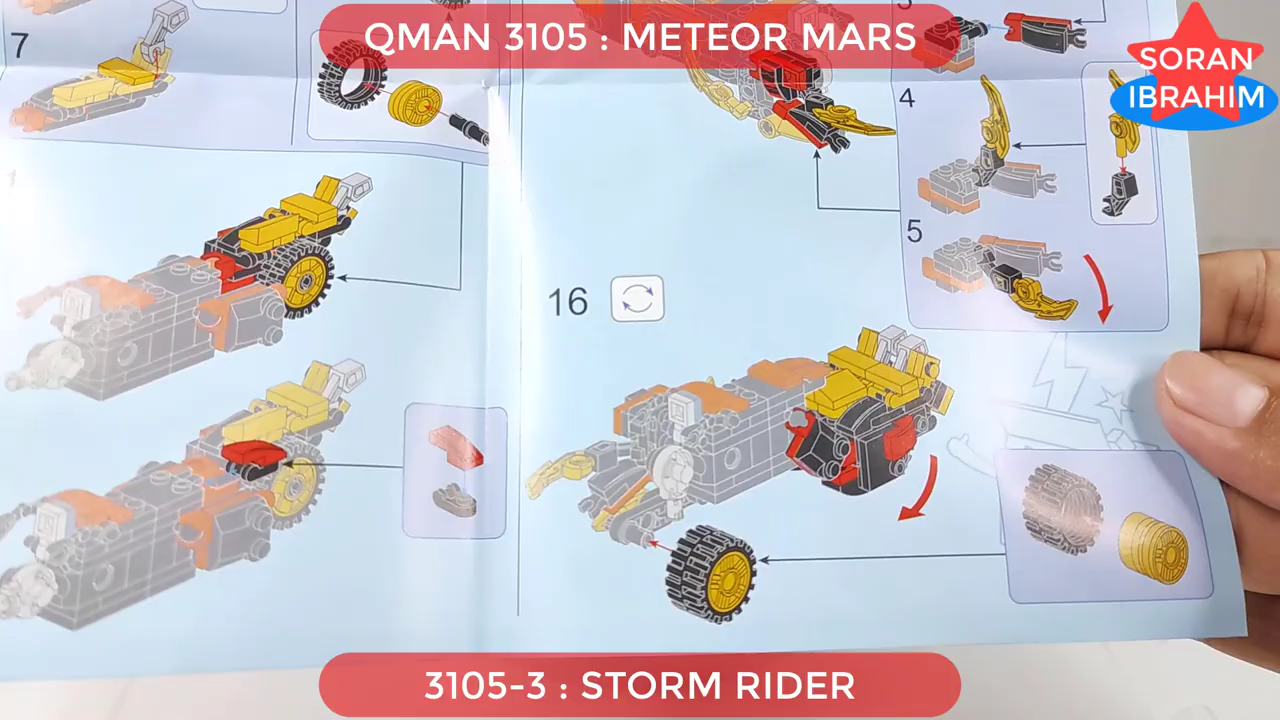 QMAN 3105 : METEOR MARS
SORAN
IBRAHIM
7
4
5
16
3105-3 : STORM RIDER